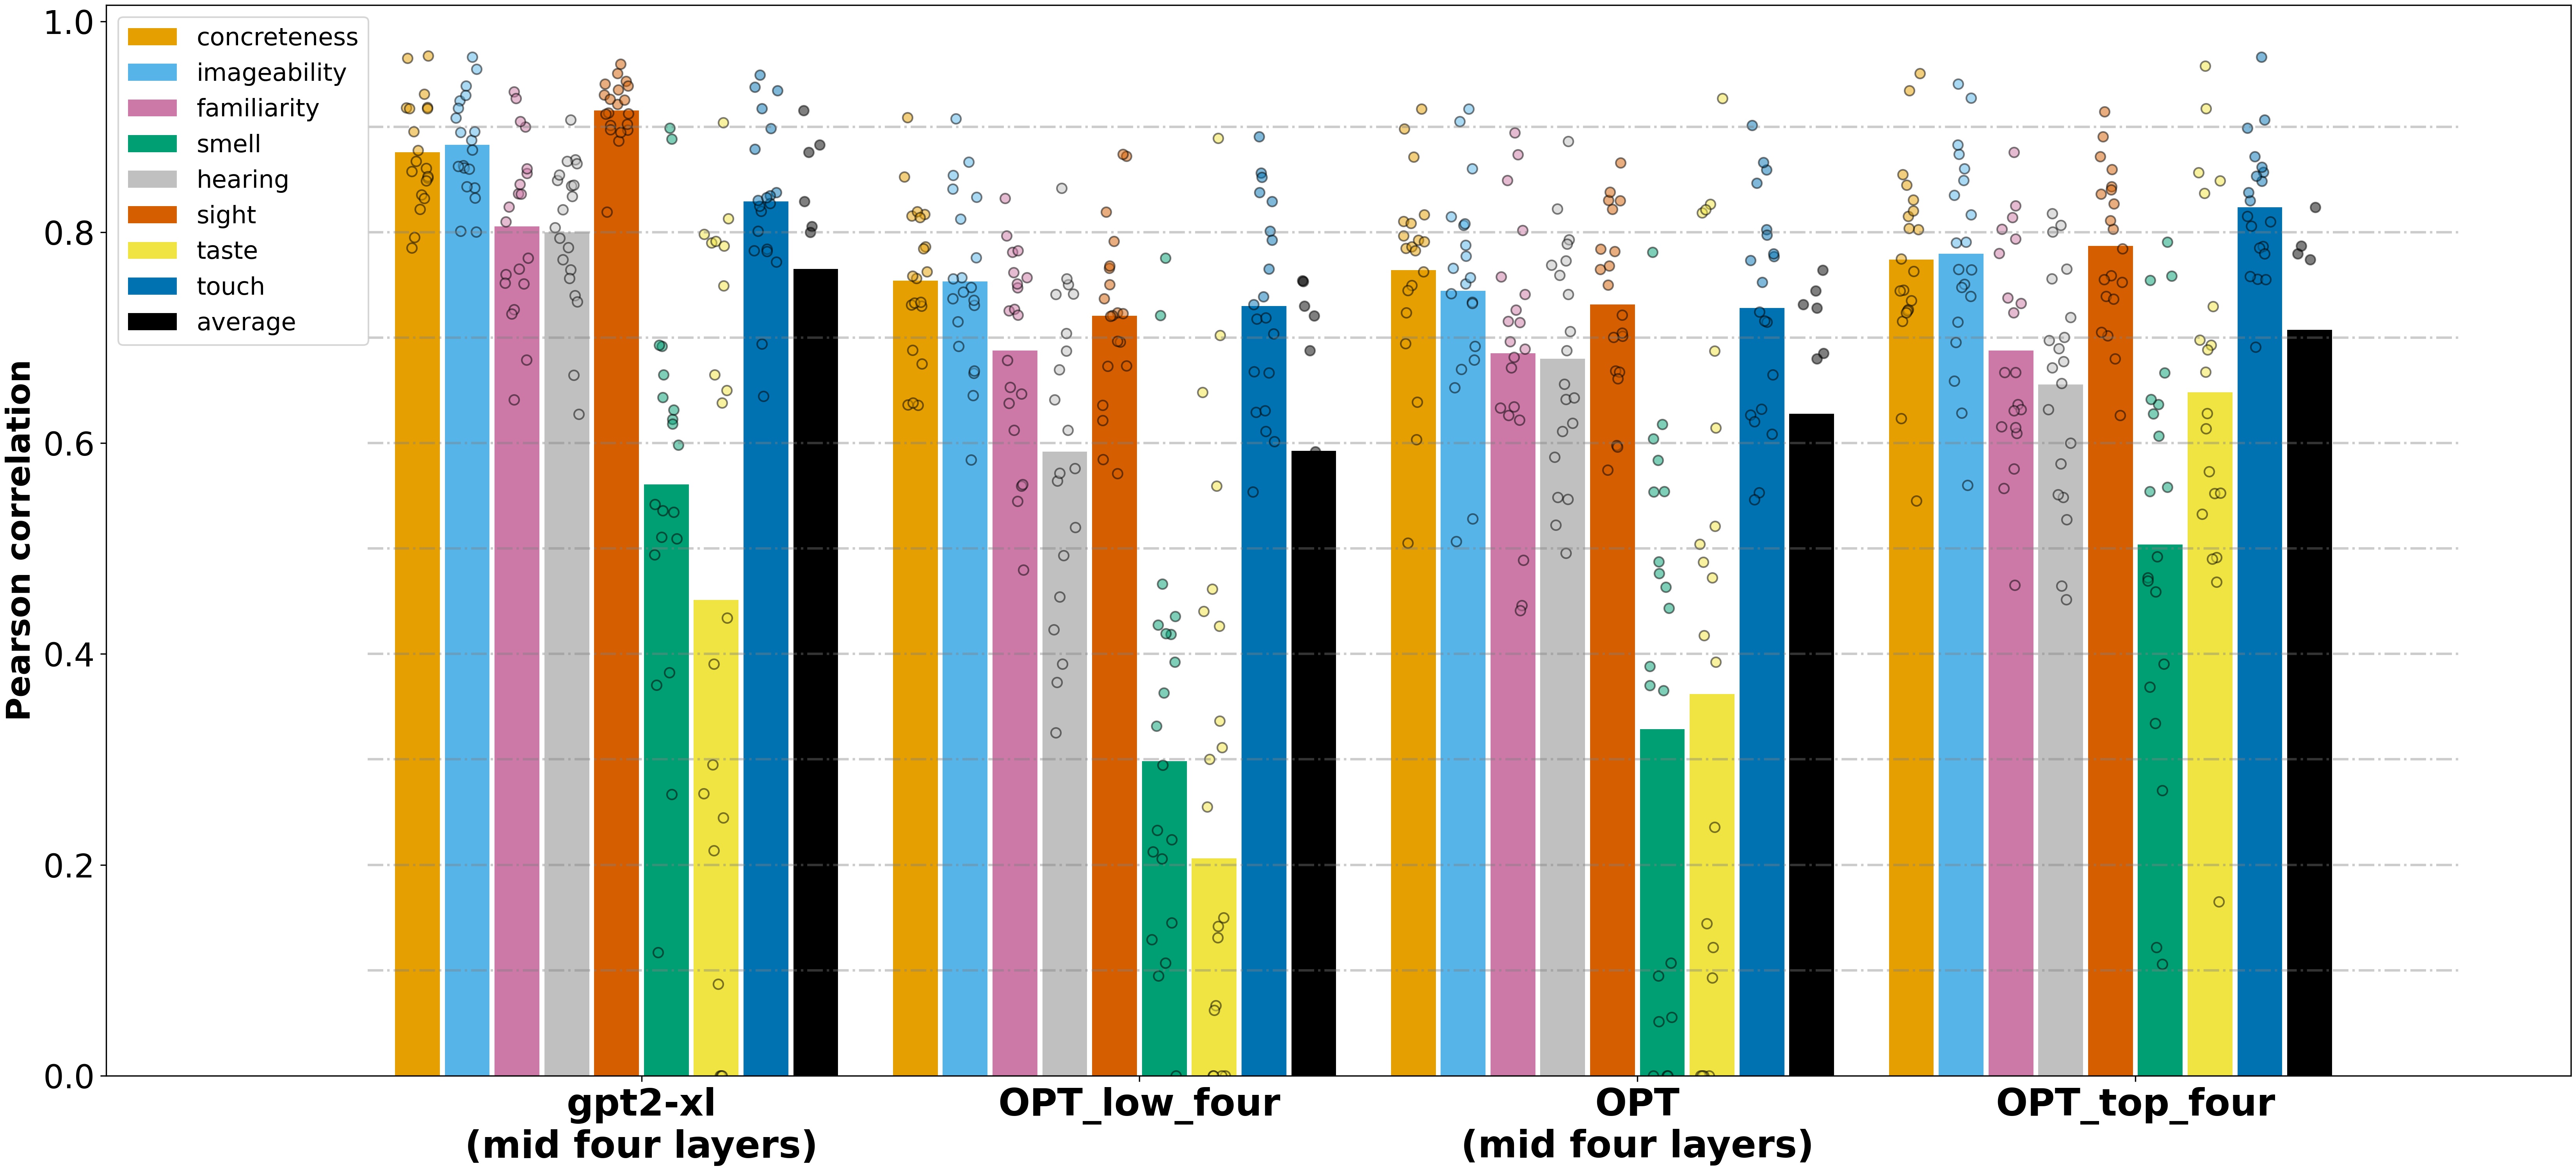 1.0
0.8
0.6
0.4
0.2
0.0
Pearson correlation
concreteness
imageability
familiarity
smell
hearing
sight
taste
touch
average
gpt2-xl
(mid four layers)
OPT_low_four
OPT
(mid four layers)
OPT_top_four